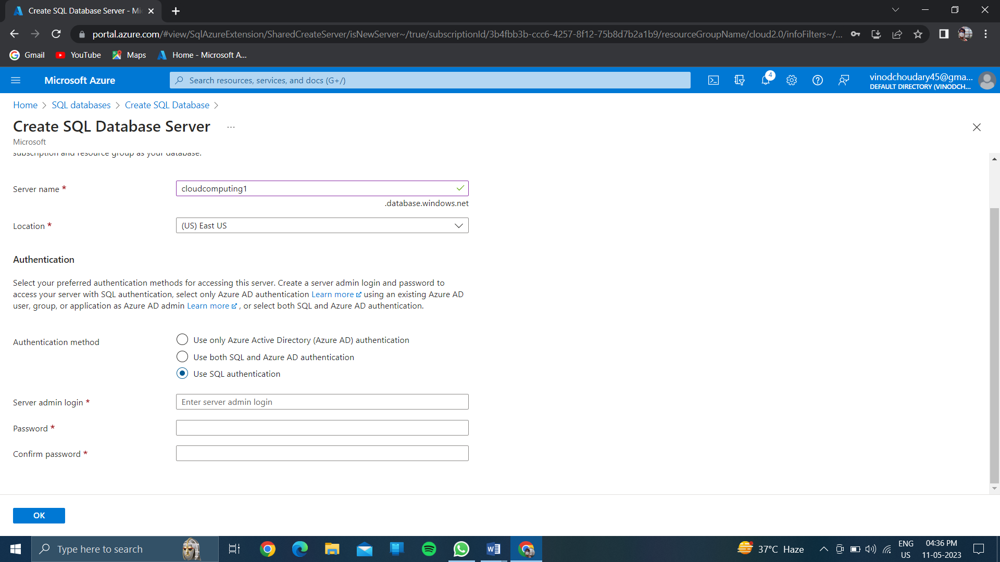 Create SQL Database Server - Mi
portal.azure.com/#view/SqlAzureExtension/SharedCreateServer/isNewServer~/true/subscriptionId/3b4fbb3b-ccc6-4257-8f12-75b8d7b2a1b9/resourceGroupName/cloud2.0/infoFilters~/...
Gmail YouTube Maps Home - Microsoft A...
Microsoft Azure Search resources, services, and docs (G+/) 4 vinodchoudary45@gma...
DEFAULT DIRECTORY (VINODCH...
Home > SQL databases > Create SQL Database >
Create SQL Database Server ...
Microsoft
subscription and resource group as your database.
Server name * cloudcomputing1
.database.windows.net
Location * (US) East US
Authentication
Select your preferred authentication methods for accessing this server. Create a server admin login and password to
access your server with SQL authentication, select only Azure AD authentication Learn more using an existing Azure AD
user, group, or application as Azure AD admin Learn more , or select both SQL and Azure AD authentication.
Authentication method
Use only Azure Active Directory (Azure AD) authentication
Use both SQL and Azure AD authentication
Use SQL authentication
Server admin login * Enter server admin login
Password *
Confirm password *
OK
Type here to search 37°C Haze ENG 04:36 PM
US 11-05-2023